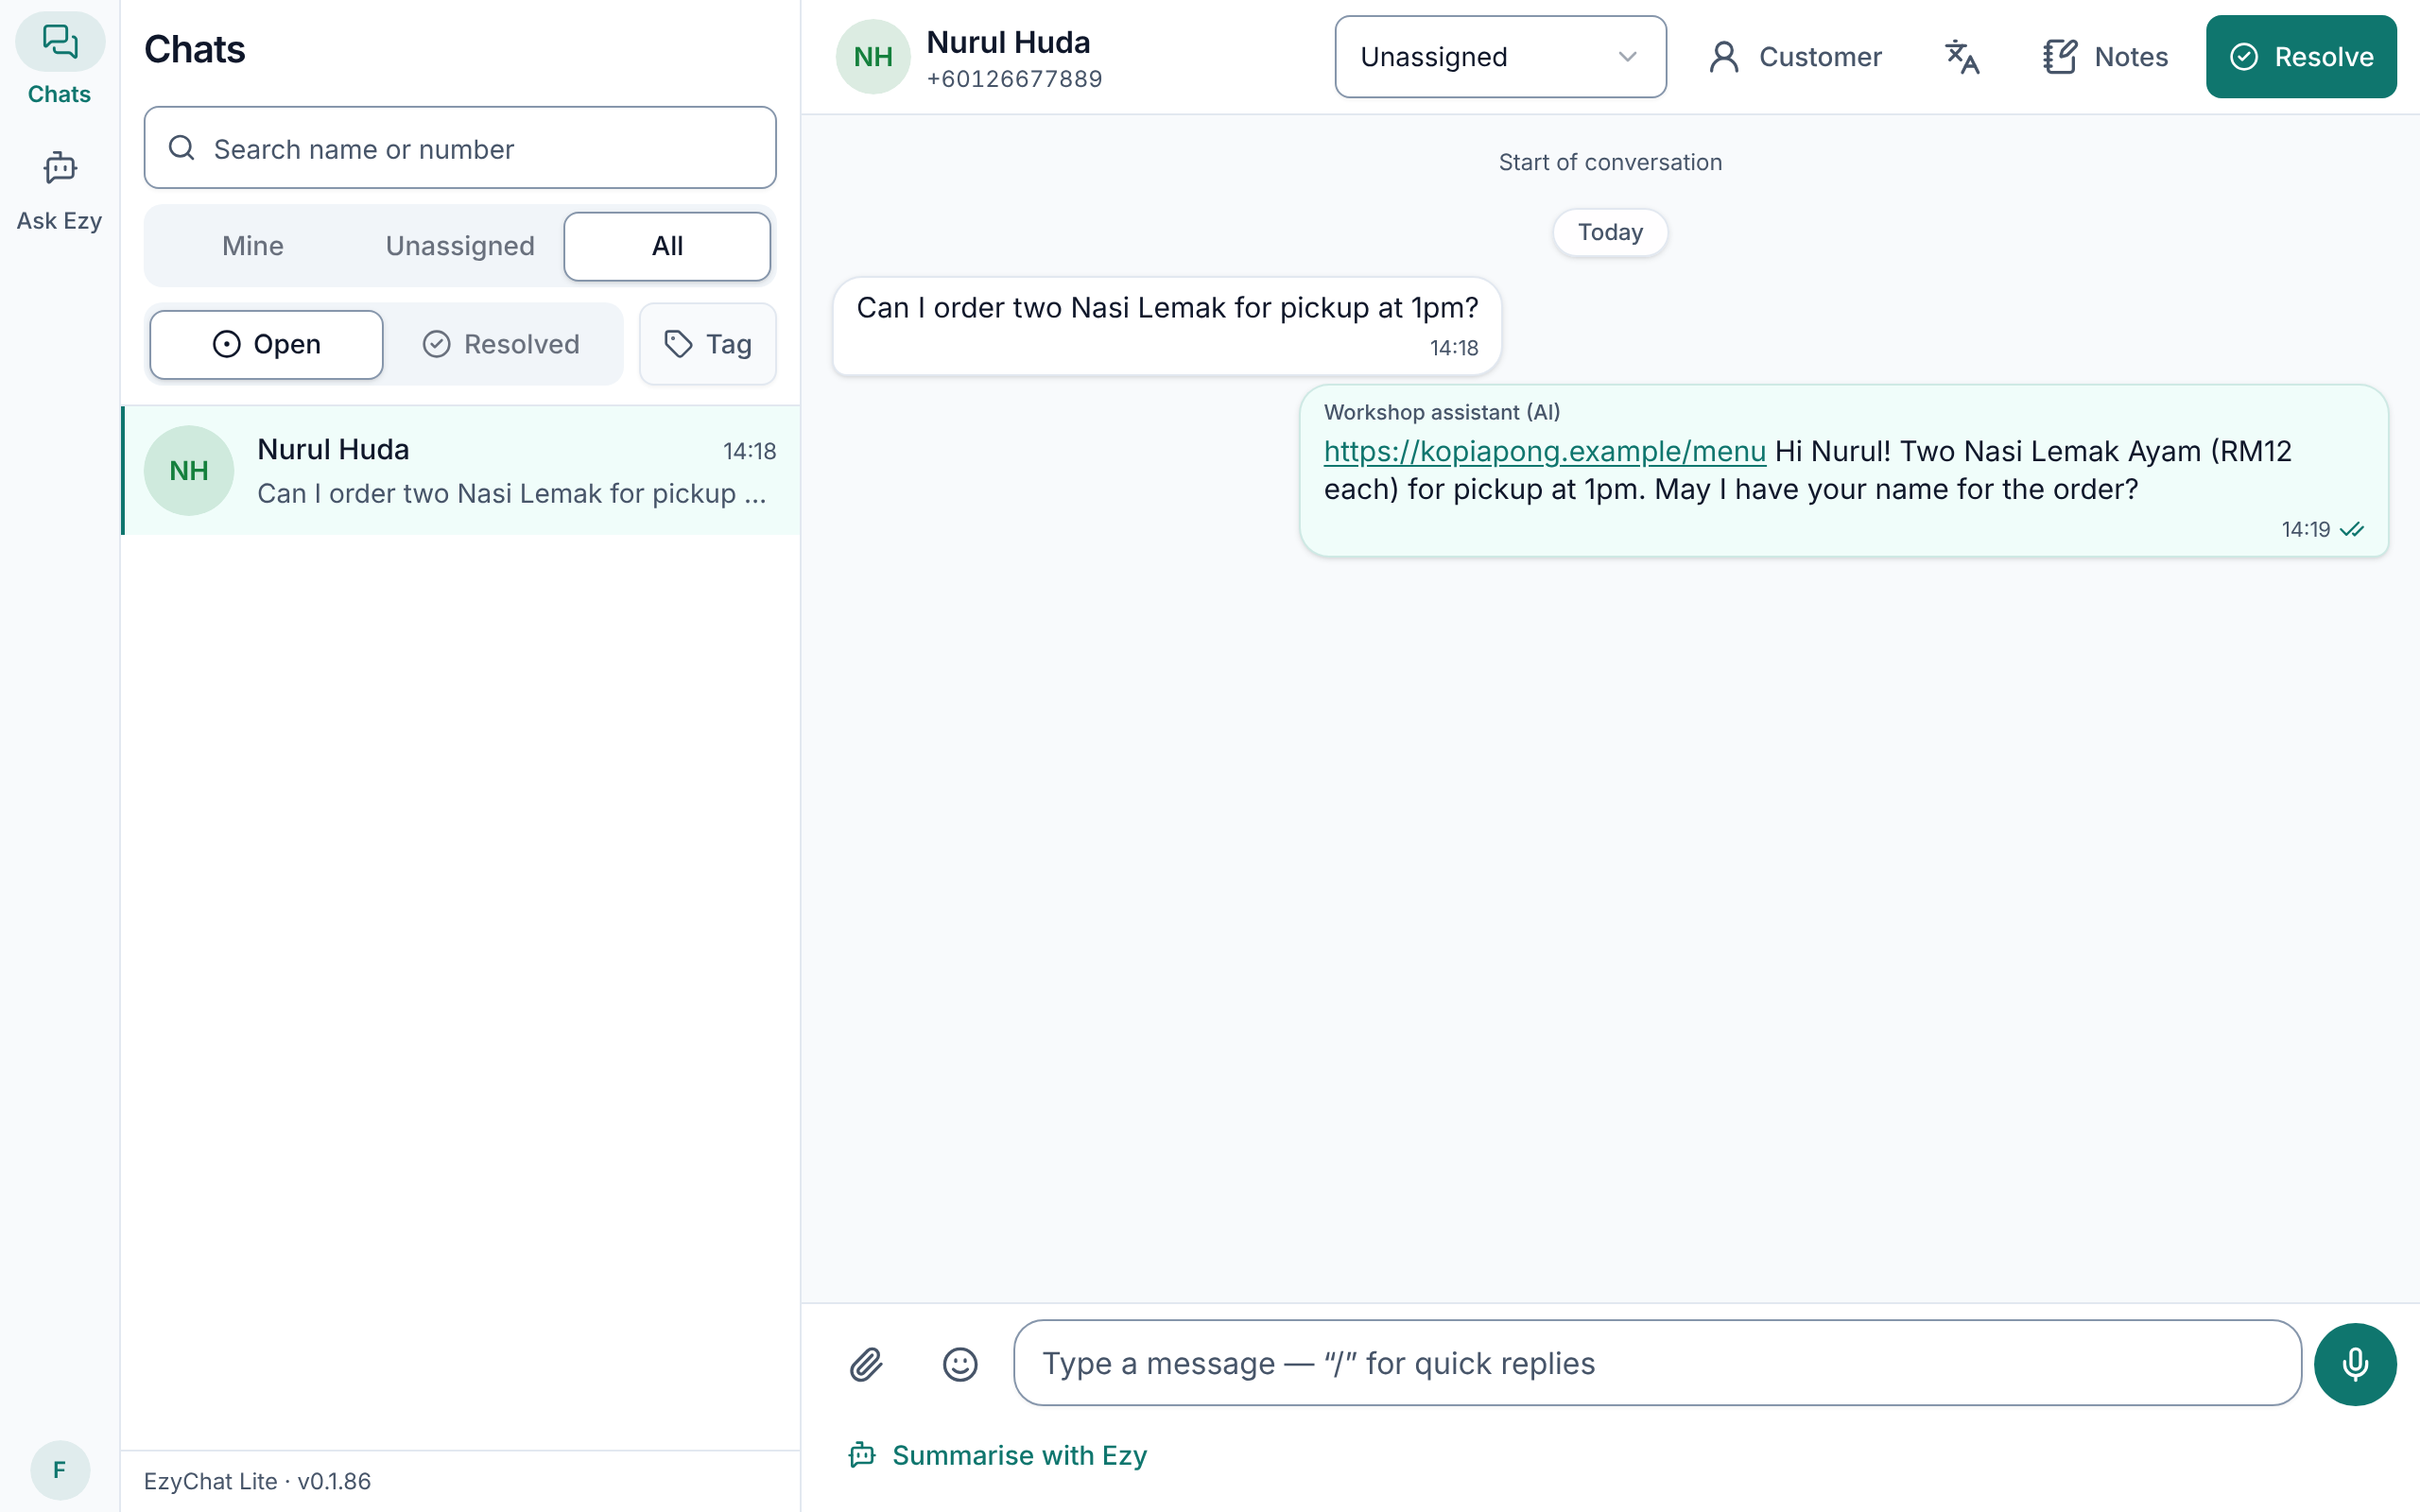 Chats
Ask Ezy
F
Chats
Search name or number
Mine Unassigned All
Open Resolved Tag
NH
Nurul Huda 14:18
Can I order two Nasi Lemak for pickup ...
EzyChat Lite · v0.1.86
NH
Nurul Huda
+60126677889
Unassigned
Customer
Notes
Resolve
Start of conversation
Today
Can I order two Nasi Lemak for pickup at 1pm?
14:18
Workshop assistant (AI)
https://kopiapong.example/menu Hi Nurul! Two Nasi Lemak Ayam (RM12
each) for pickup at 1pm. May I have your name for the order?
14:19
Type a message — “/” for quick replies
Summarise with Ezy